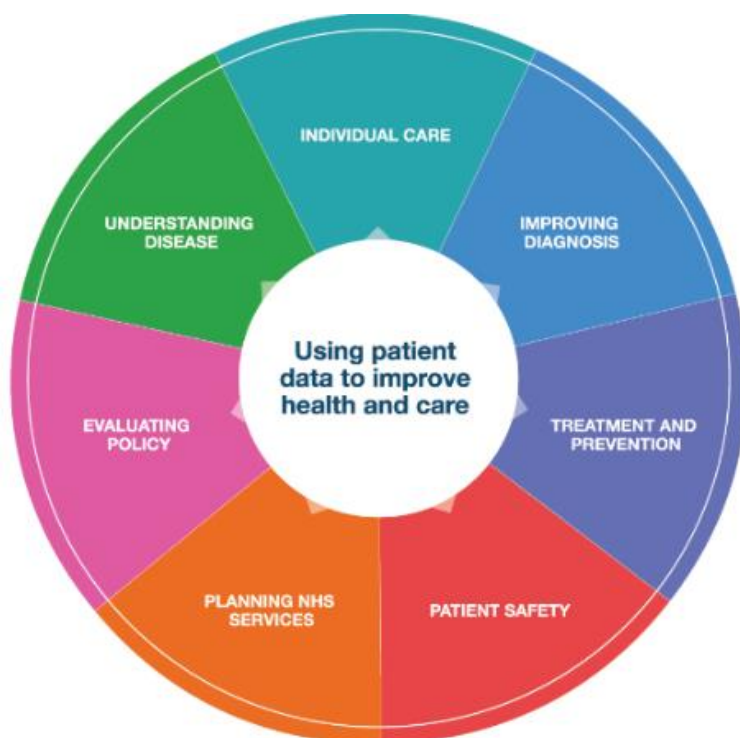 INDIVIDUAL CARE
IMPROVING
DIAGNOSIS
TREATMENT AND
PREVENTION
PATIENT SAFETY
PLANNING NHS
SERVICES
EVALUATING
POLICY
UNDERSTANDING
DISEASE
Using patient
data to improve
health and care